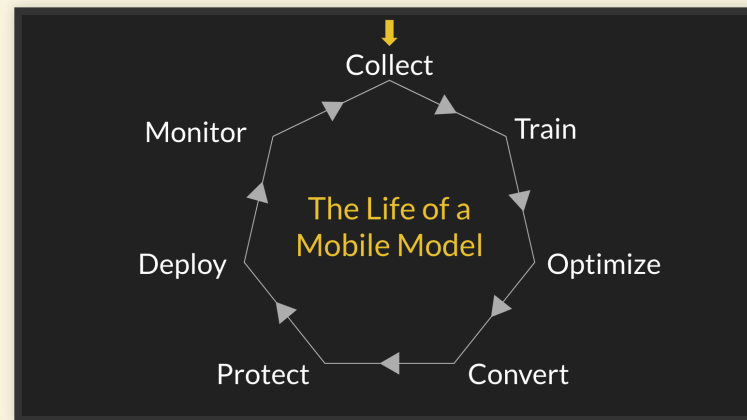 Collect
Train
Optimize
Convert
Protect
Deploy
Monitor
The Life of a
Mobile Model